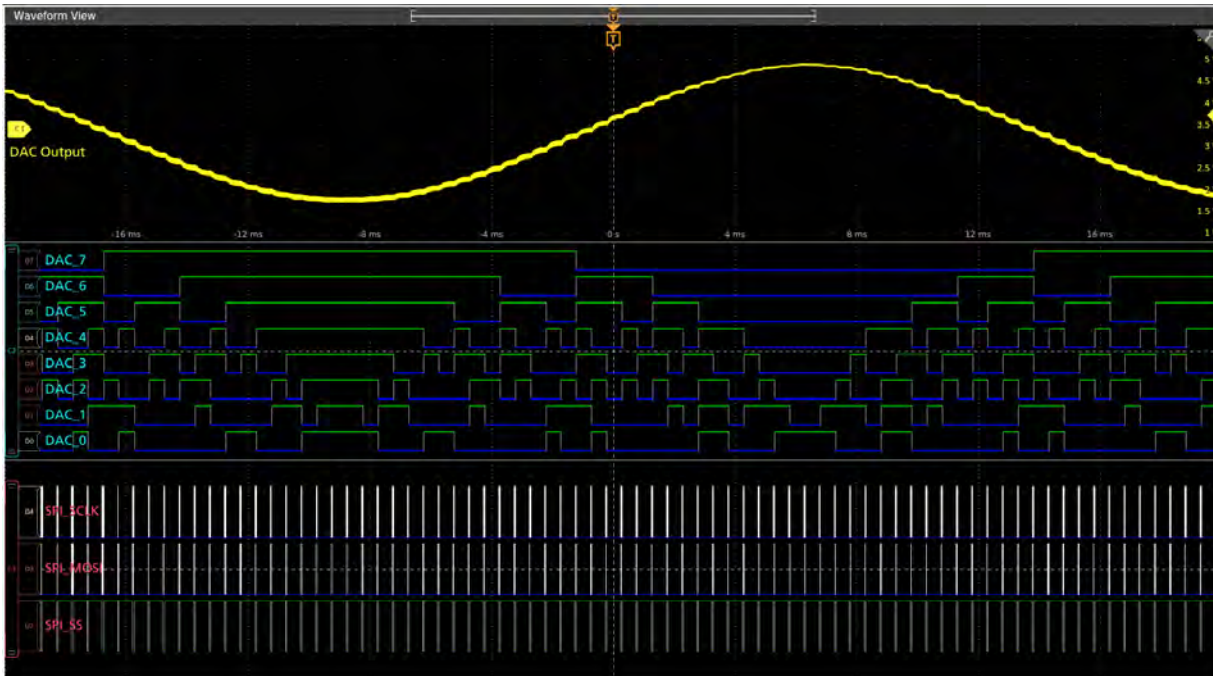 Waveform View
T
T
5
4.5
C1
4
3.5
DAC Output
3
2.5
2
1.5
-16 ms -12 ms -8 ms -4 ms 0 s 4 ms 8 ms 12 ms 16 ms 1
D7 DAC_7
D6 DAC_6
D5 DAC_5
D4 DAC_4
D3 DAC_3
D2 DAC_2
D1 DAC_1
D0 DAC_0
SPI_SCLK
SPI_MOSI
SPI_SS